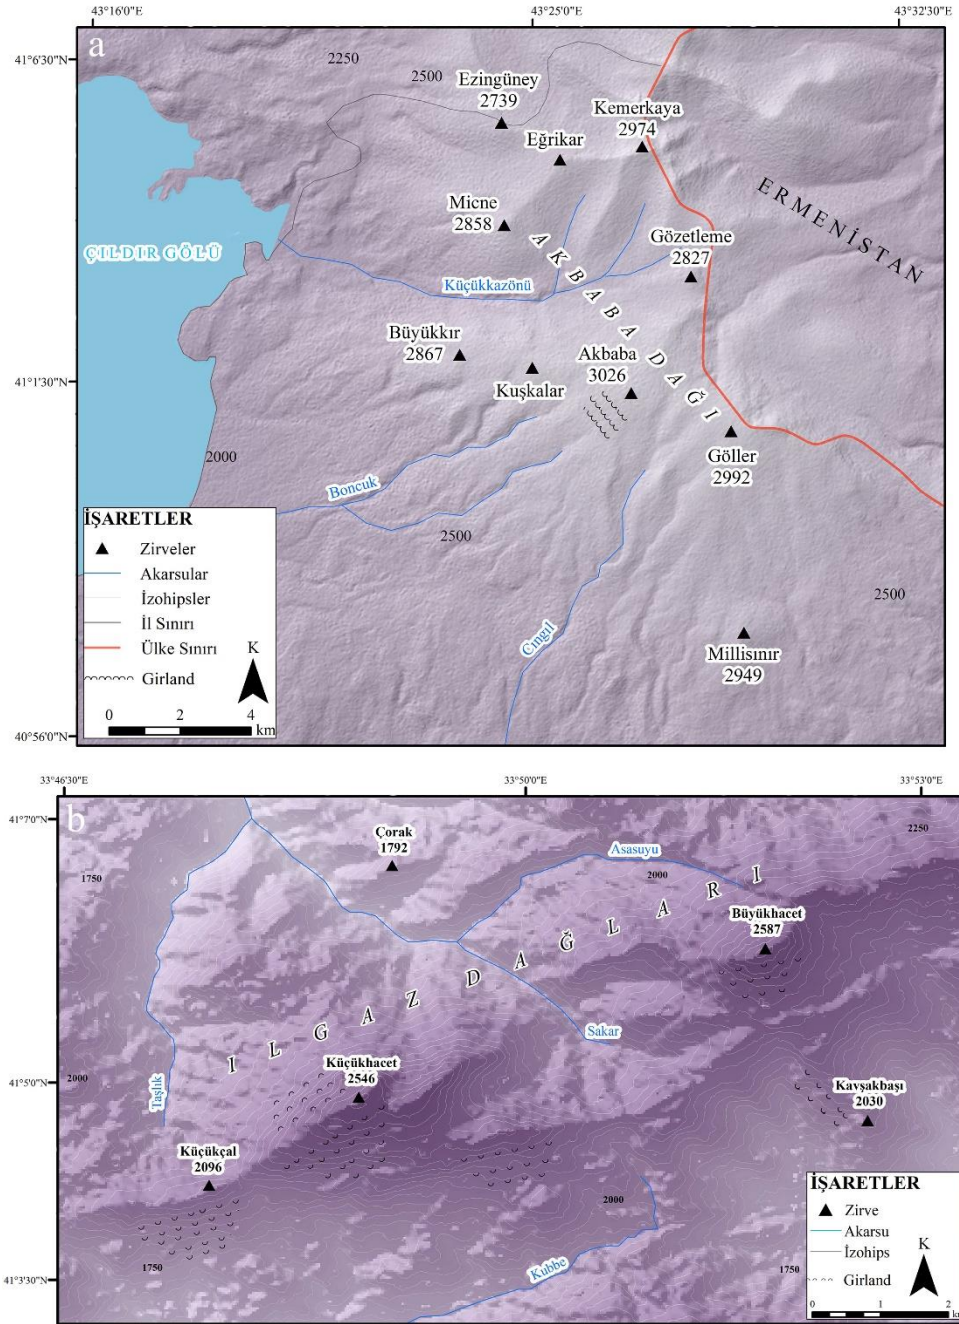 43°16'0"E
43°25'0"E
43°32'30"E
a
41°6'30"N
2250
2500
Ezingüney
2739
Kemerkaya
2974
Eğrikar
ERMENİSTAN
Micne
2858
ÇILDIR GÖLÜ
AKBABA DAĞI
Gözetleme
2827
Küçükkazönü
Büyükkır
2867
Akbaba
3026
41°1'30"N
Kuşkalar
Göller
2992
2000
Boncuk
2500
2500
Cıngıl
Millisınır
2949
İŞARETLER
Zirveler
Akarsular
İzohipsler
İl Sınırı
Ülke Sınırı
Girland
K
0 2 4
km
40°56'0"N
33°46'30"E
33°50'0"E
33°53'0"E
b
41°7'0"N
Çorak
1792
2250
1750
Asasuyu
2000
ILGAZ DAĞLARI
Büyükhacet
2587
Sakar
41°5'0"N
2000
Taşlık
Küçükhacet
2546
Kavşakbaşı
2030
Küçükçal
2096
2000
1750
Kubbe
1750
41°3'30"N
İŞARETLER
Zirve
Akarsu
İzohips
Girland
K
0 1 2